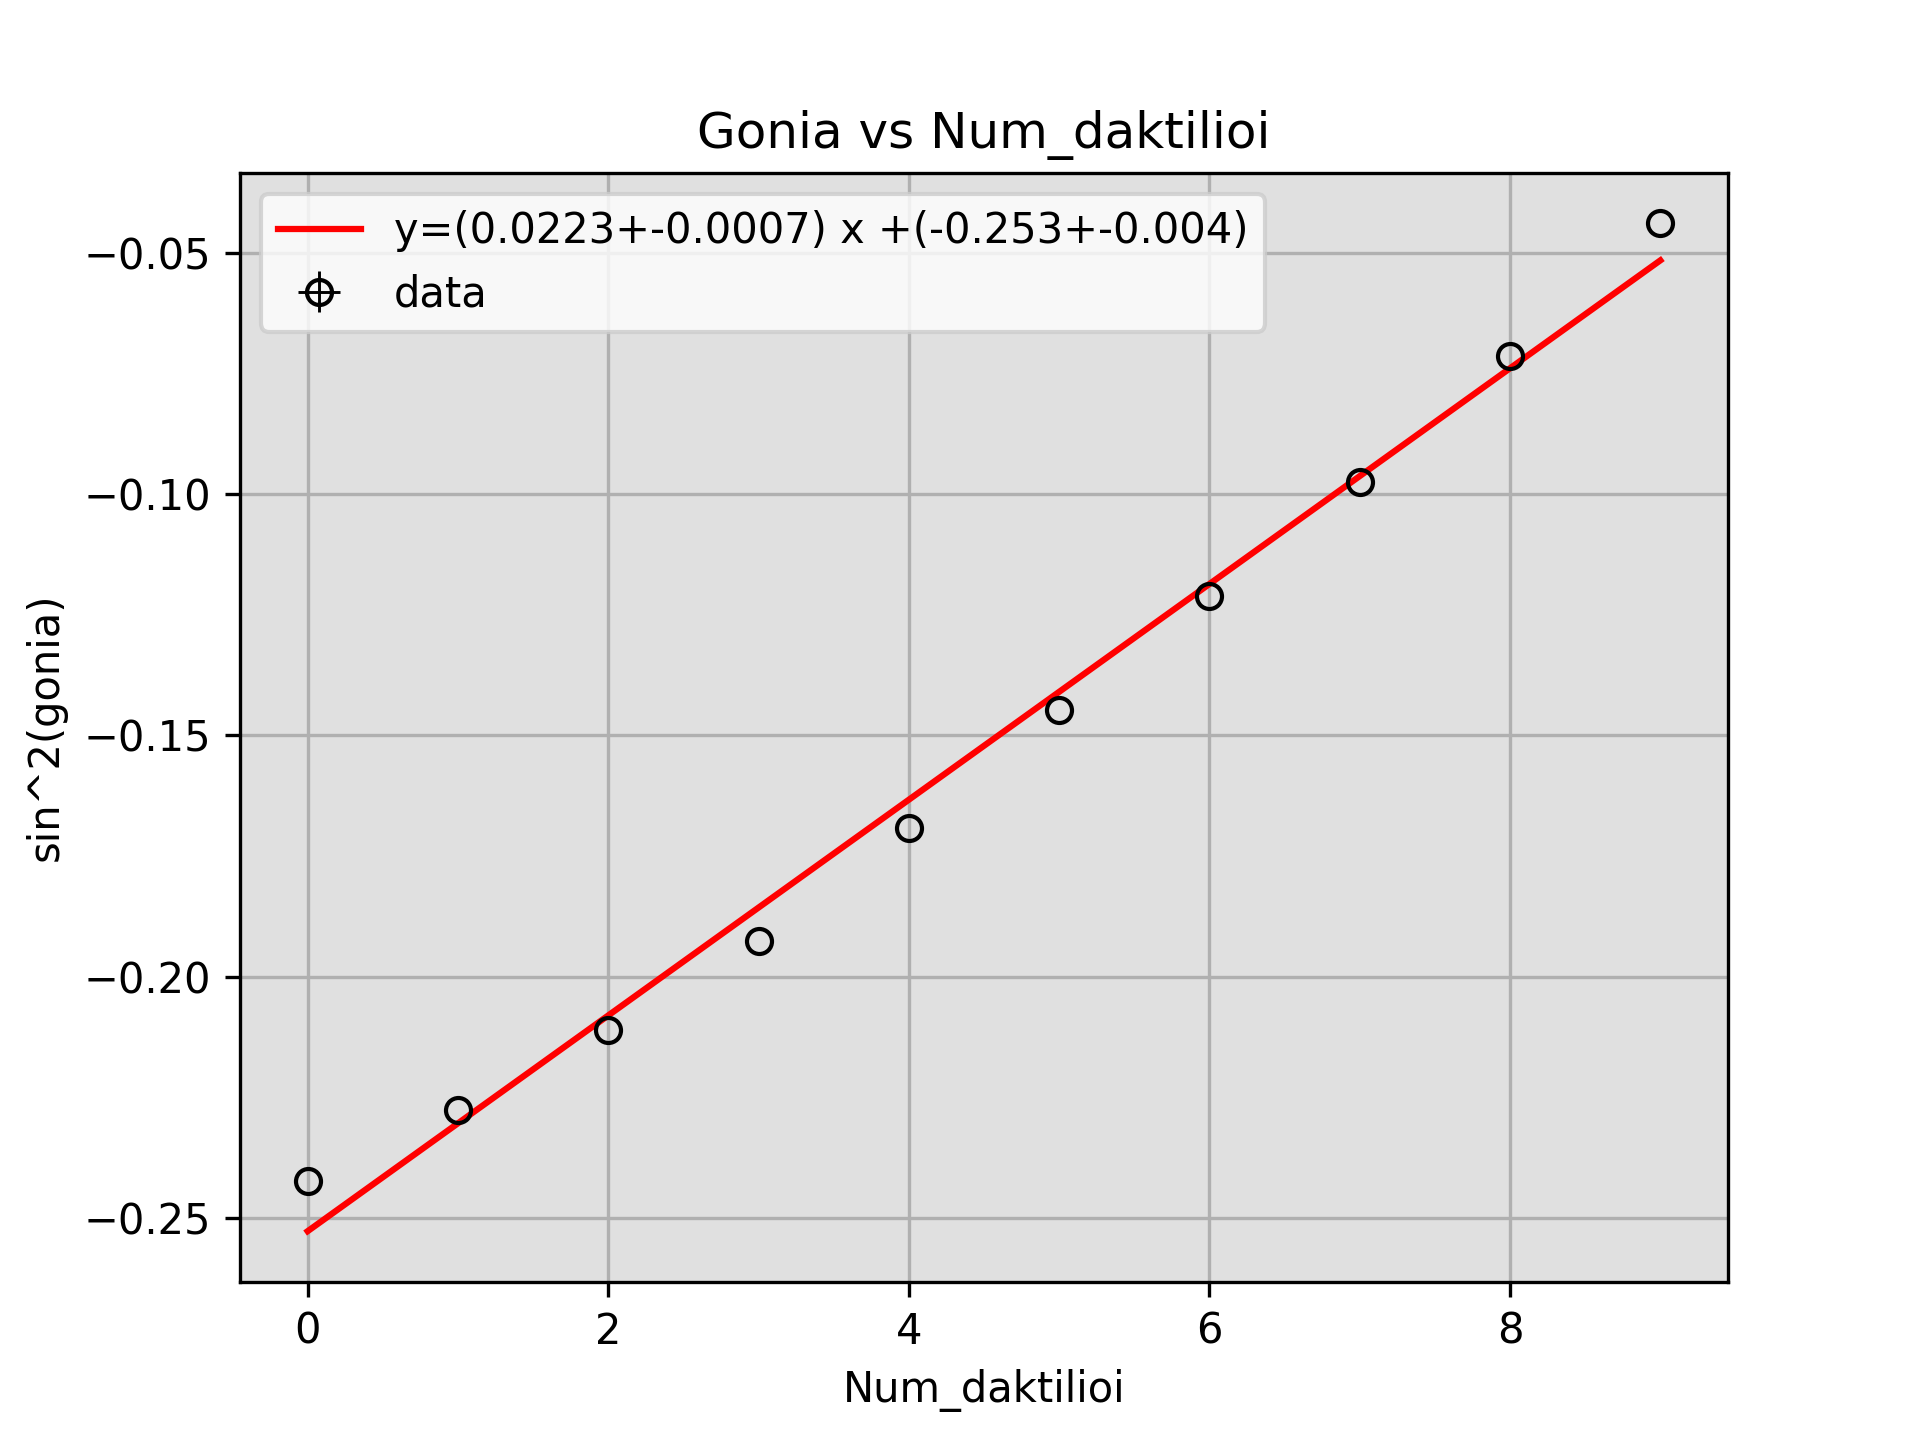 Gonia vs Num_daktilioi
y=(0.0223+-0.0007) x +(-0.253+-0.004)
data
−0.05
−0.10
−0.15
−0.20
−0.25
sin^2(gonia)
0 2 4 6 8
Num_daktilioi